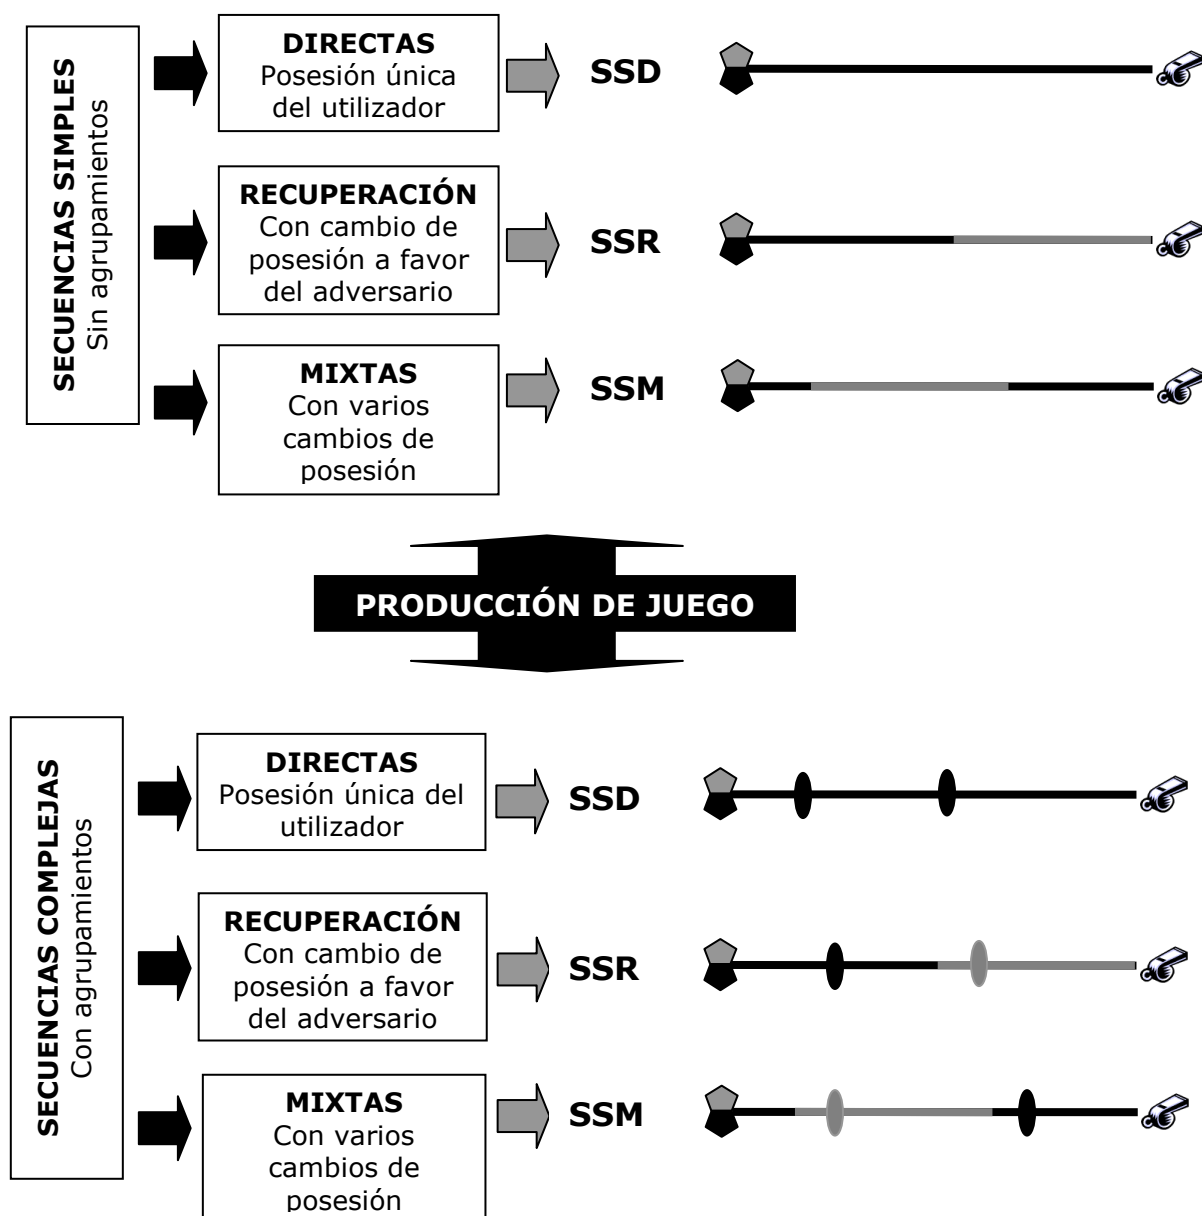 SECUENCIAS SIMPLES
Sin agrupamientos
DIRECTAS
Posesión única
del utilizador
SSD
RECUPERACIÓN
Con cambio de
posesión a favor
del adversario
SSR
MIXTAS
Con varios
cambios de
posesión
SSM
PRODUCCIÓN DE JUEGO
SECUENCIAS COMPLEJAS
Con agrupamientos
DIRECTAS
Posesión única del
utilizador
SSD
RECUPERACIÓN
Con cambio de
posesión a favor
del adversario
SSR
MIXTAS
Con varios
cambios de
posesión
SSM